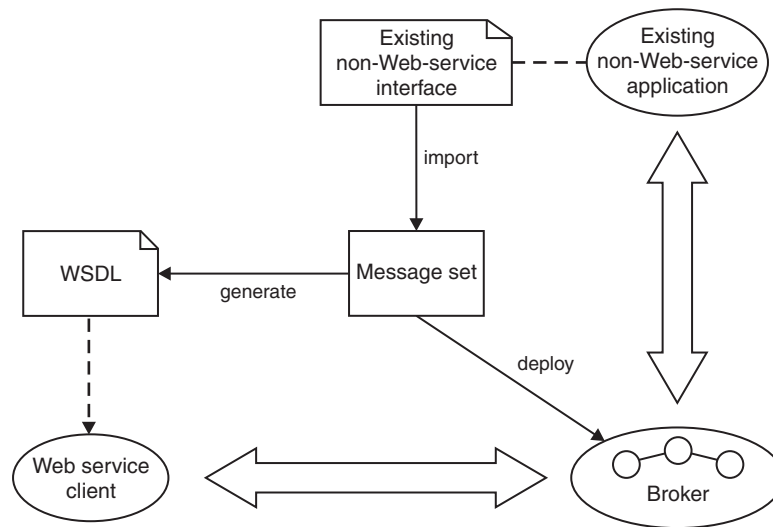 Existing
non-Web-service
interface
Existing
non-Web-service
application
import
WSDL
generate
Message set
deploy
Web service
client
Broker